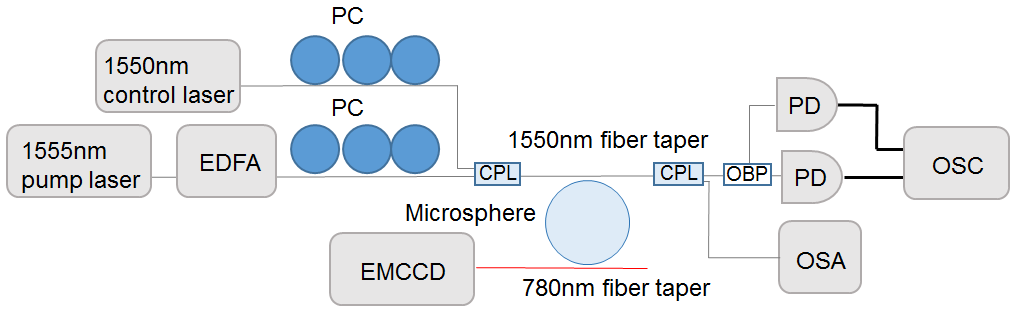 PC
1550nm
control laser
PC
1555nm
pump laser
EDFA
1550nm fiber taper
CPL
CPL
OBP
PD
PD
OSC
Microsphere
EMCCD
780nm fiber taper
OSA